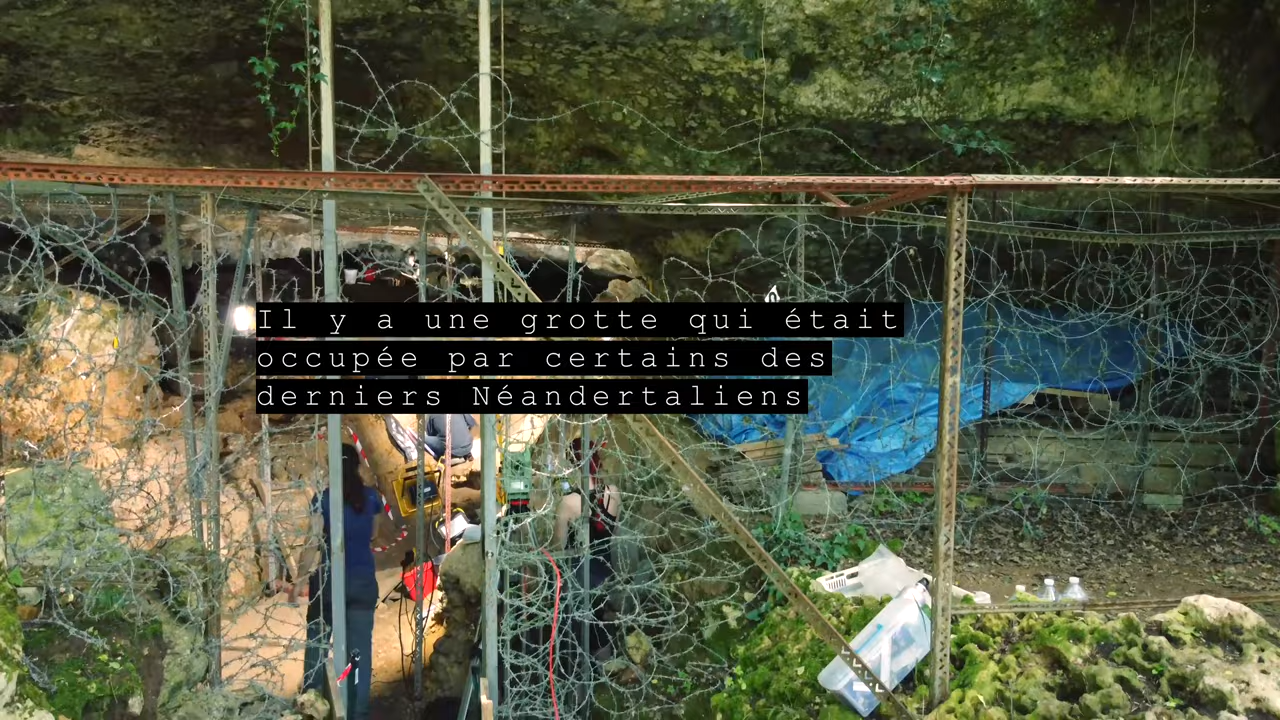 Il y a une grotte qui était
occupée par certains des
derniers Néandertaliens